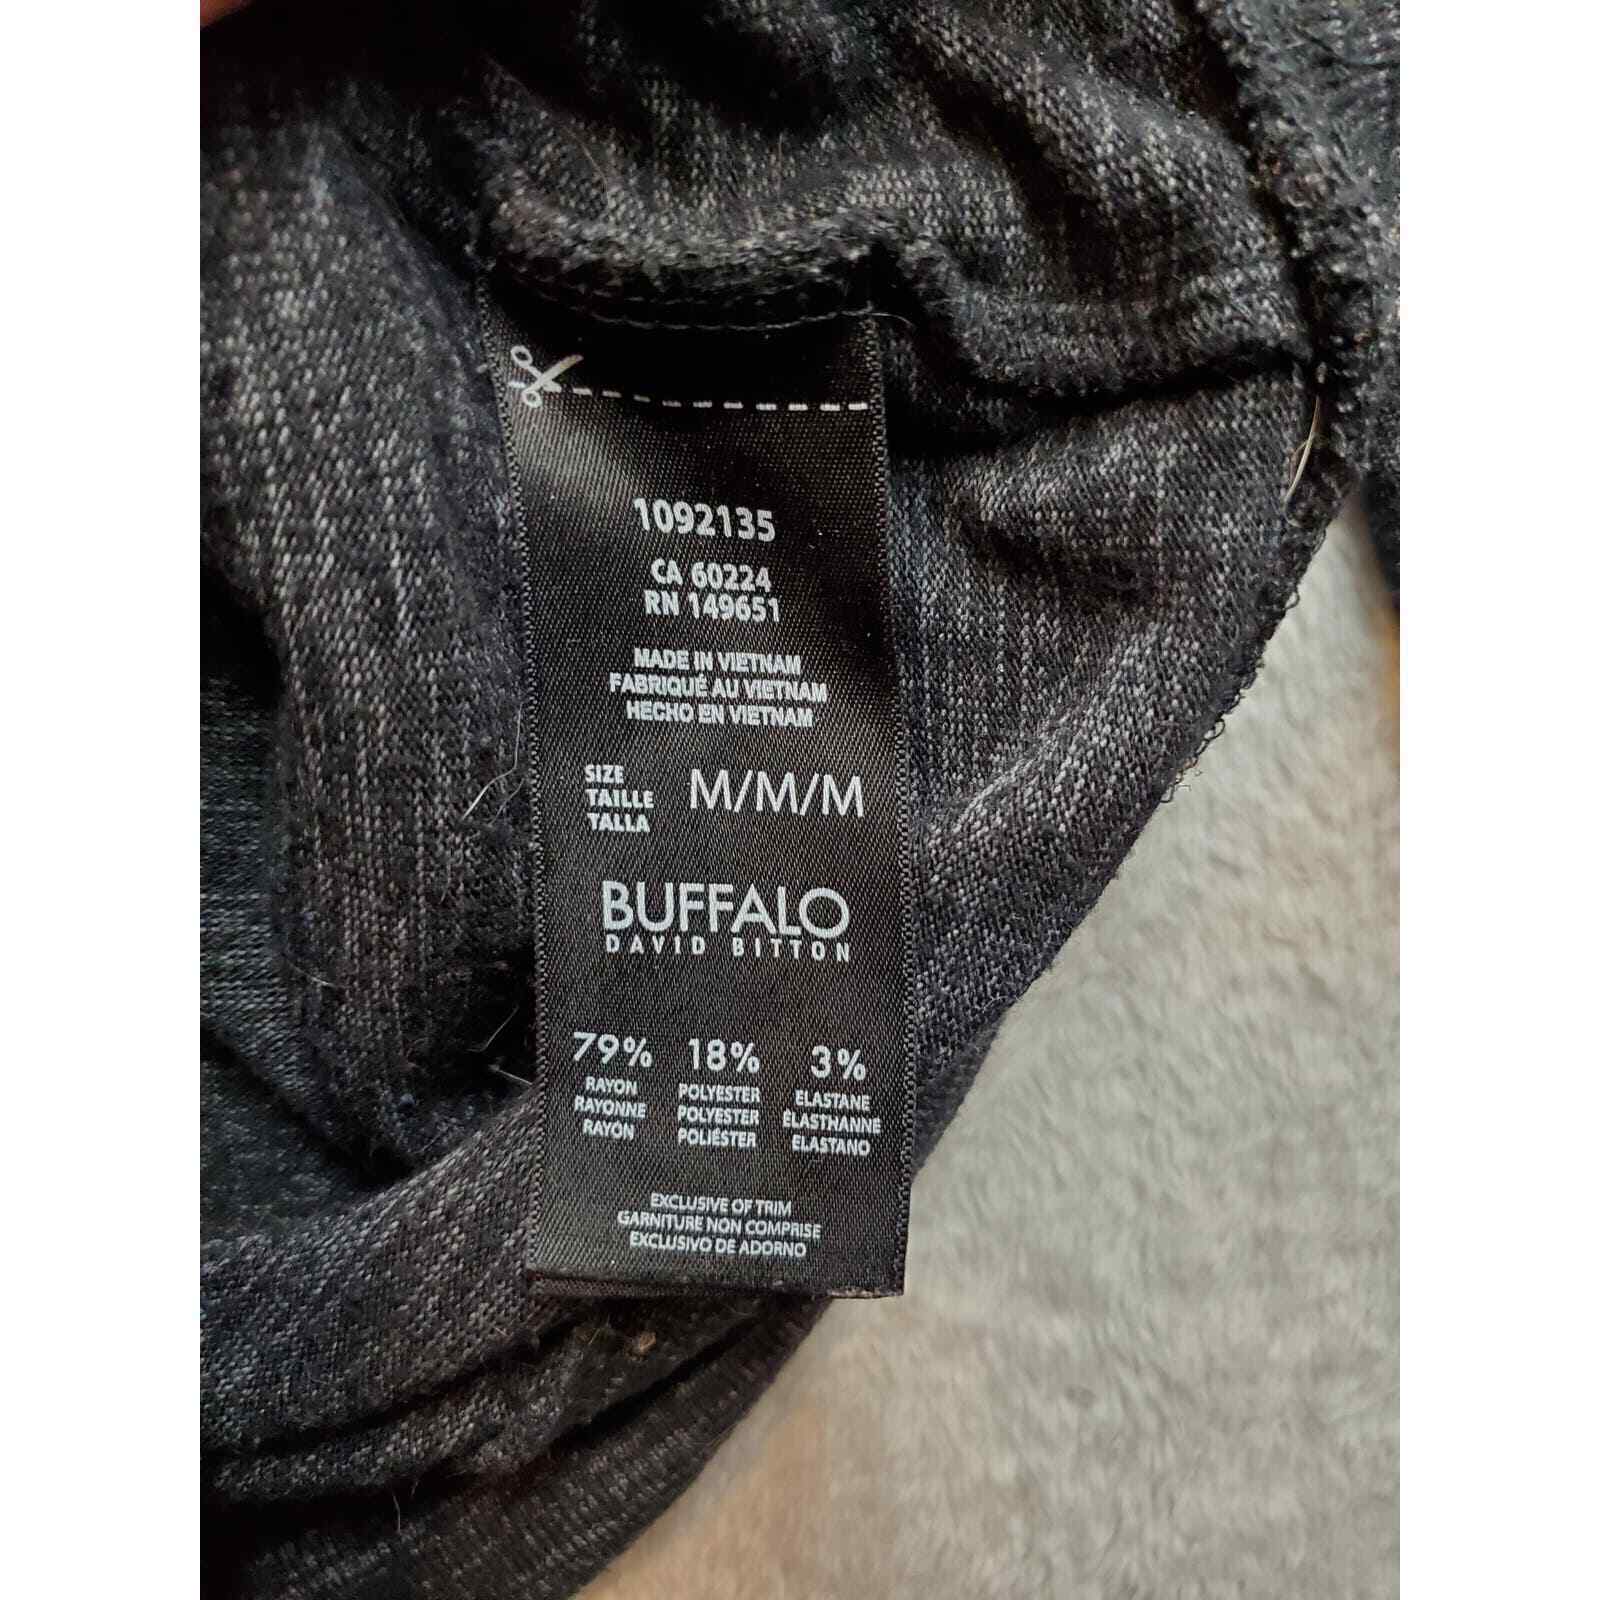 1092135
CA 60224
RN 149651
MADE IN VIETNAM
FABRIQUÉ AU VIETNAM
HECHO EN VIETNAM
SIZE
TAILLE
TALLA
M/M/M
BUFFALO
DAVID BITTON
79% 18% 3%
RAYON POLYESTER ELASTANE
RAYONNE POLYESTER ÉLASTHANNE
RAYÓN POLIÉSTER ELASTANO
EXCLUSIVE OF TRIM
GARNITURE NON COMPRISE
EXCLUSIVO DE ADORNO